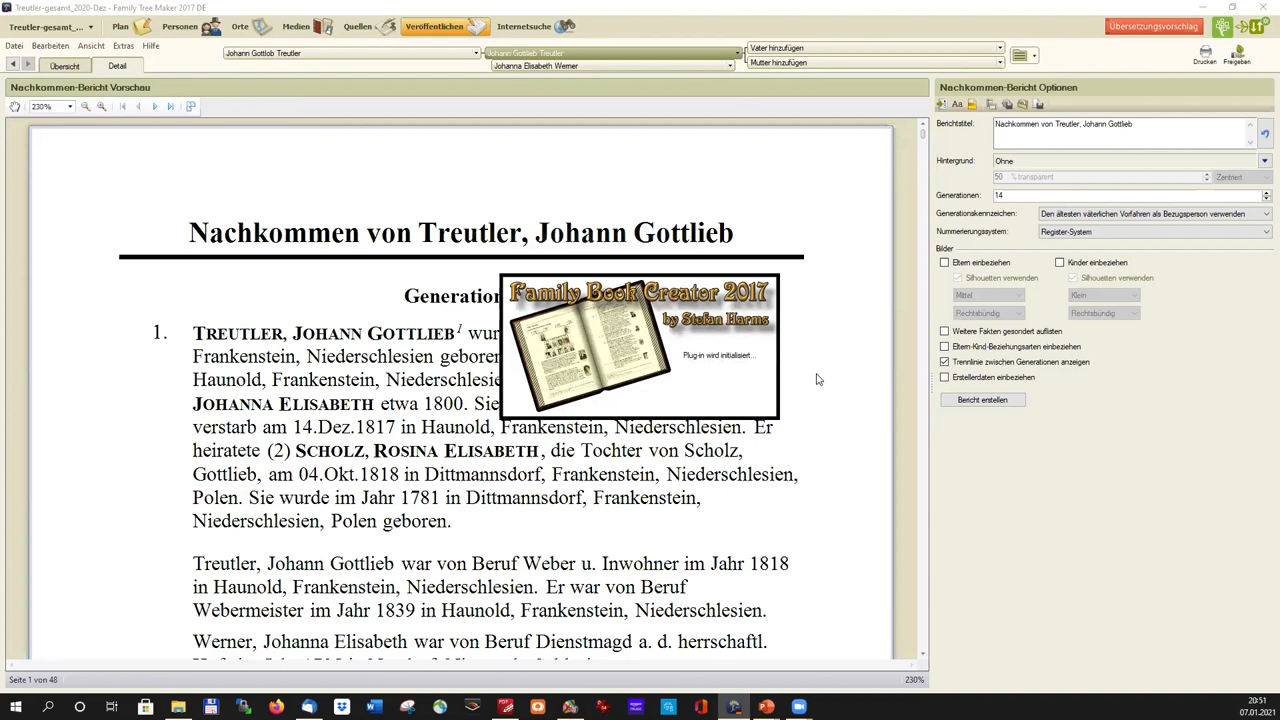 Treutler-gesamt_2020-Dez - Family Tree Maker 2017 DE
Treutler-gesamt_...
Plan
Personen
Orte
Medien
Quellen
Veröffentlichen
Internetsuche
Übersetzungsvorschlag
Datei
Bearbeiten
Ansicht
Extras
Hilfe
Johann Gottlob Treutler
Johann Gottlieb Treutler
Johanna Elisabeth Werner
Vater hinzufügen
Mutter hinzufügen
Drucken
Freigeben
Übersicht
Detail
Nachkommen-Bericht Vorschau
230%
Nachkommen von Treutler, Johann Gottlieb
Generation
1. TREUTLER, JOHANN GOTTLIEB1 wur
Frankenstein, Niederschlesien geboren
Haunold, Frankenstein, Niederschlesie
JOHANNA ELISABETH etwa 1800. Sie
verstarb am 14.Dez.1817 in Haunold, Frankenstein, Niederschlesien. Er
heiratete (2) SCHOLZ, ROSINA ELISABETH, die Tochter von Scholz,
Gottlieb, am 04.Okt.1818 in Dittmannsdorf, Frankenstein, Niederschlesien,
Polen. Sie wurde im Jahr 1781 in Dittmannsdorf, Frankenstein,
Niederschlesien, Polen geboren.
Treutler, Johann Gottlieb war von Beruf Weber u. Inwohner im Jahr 1818
in Haunold, Frankenstein, Niederschlesien. Er war von Beruf
Webermeister im Jahr 1839 in Haunold, Frankenstein, Niederschlesien.
Werner, Johanna Elisabeth war von Beruf Dienstmagd a. d. herrschaftl.
Family Book Creator 2017
by Stefan Harms
Plug-in wird initialisiert...
Nachkommen-Bericht Optionen
Aa
Berichtstitel:
Nachkommen von Treutler, Johann Gottlieb
Hintergrund:
Ohne
50 % transparent
Zentriert
Generationen:
14
Generationskennzeichen:
Den ältesten väterlichen Vorfahren als Bezugsperson verwenden
Nummerierungssystem:
Register-System
Bilder
Eltern einbeziehen
Kinder einbeziehen
Silhouetten verwenden
Silhouetten verwenden
Mittel
Klein
Rechtsbündig
Rechtsbündig
Weitere Fakten gesondert auflisten
Eltern-Kind-Beziehungsarten einbeziehen
Trennlinie zwischen Generationen anzeigen
Erstellerdaten einbeziehen
Bericht erstellen
Seite 1 von 48
230%
20:51
07.01.2021